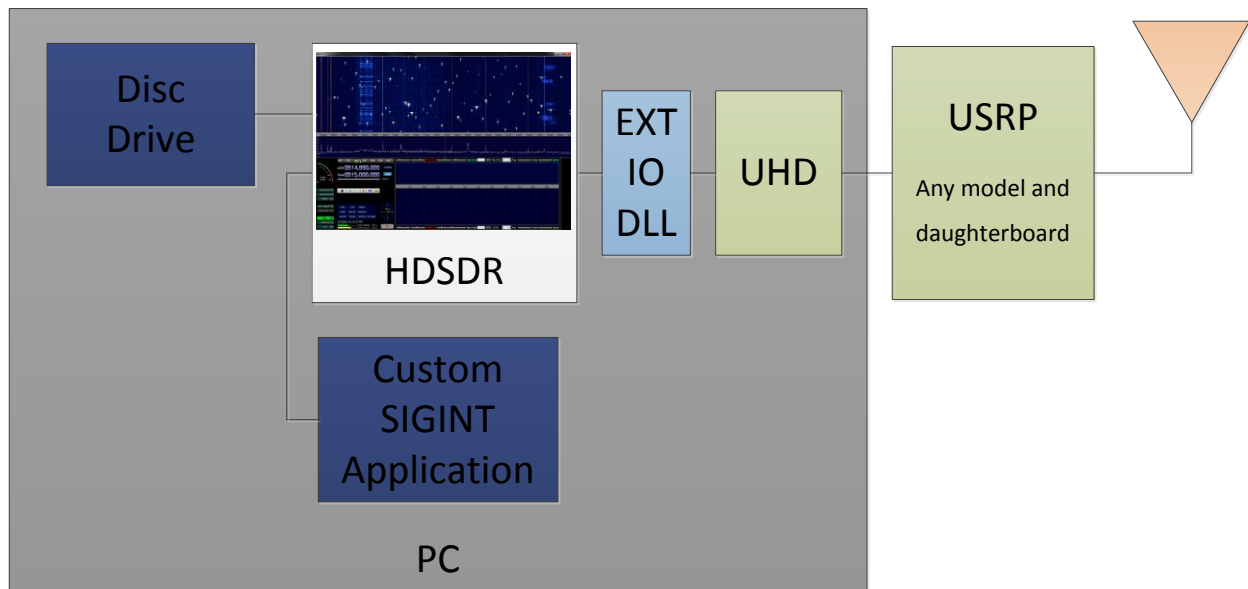 Disc
Drive
HDSDR
EXT
IO
DLL
UHD
USRP
Any model and
daughterboard
Custom
SIGINT
Application
PC